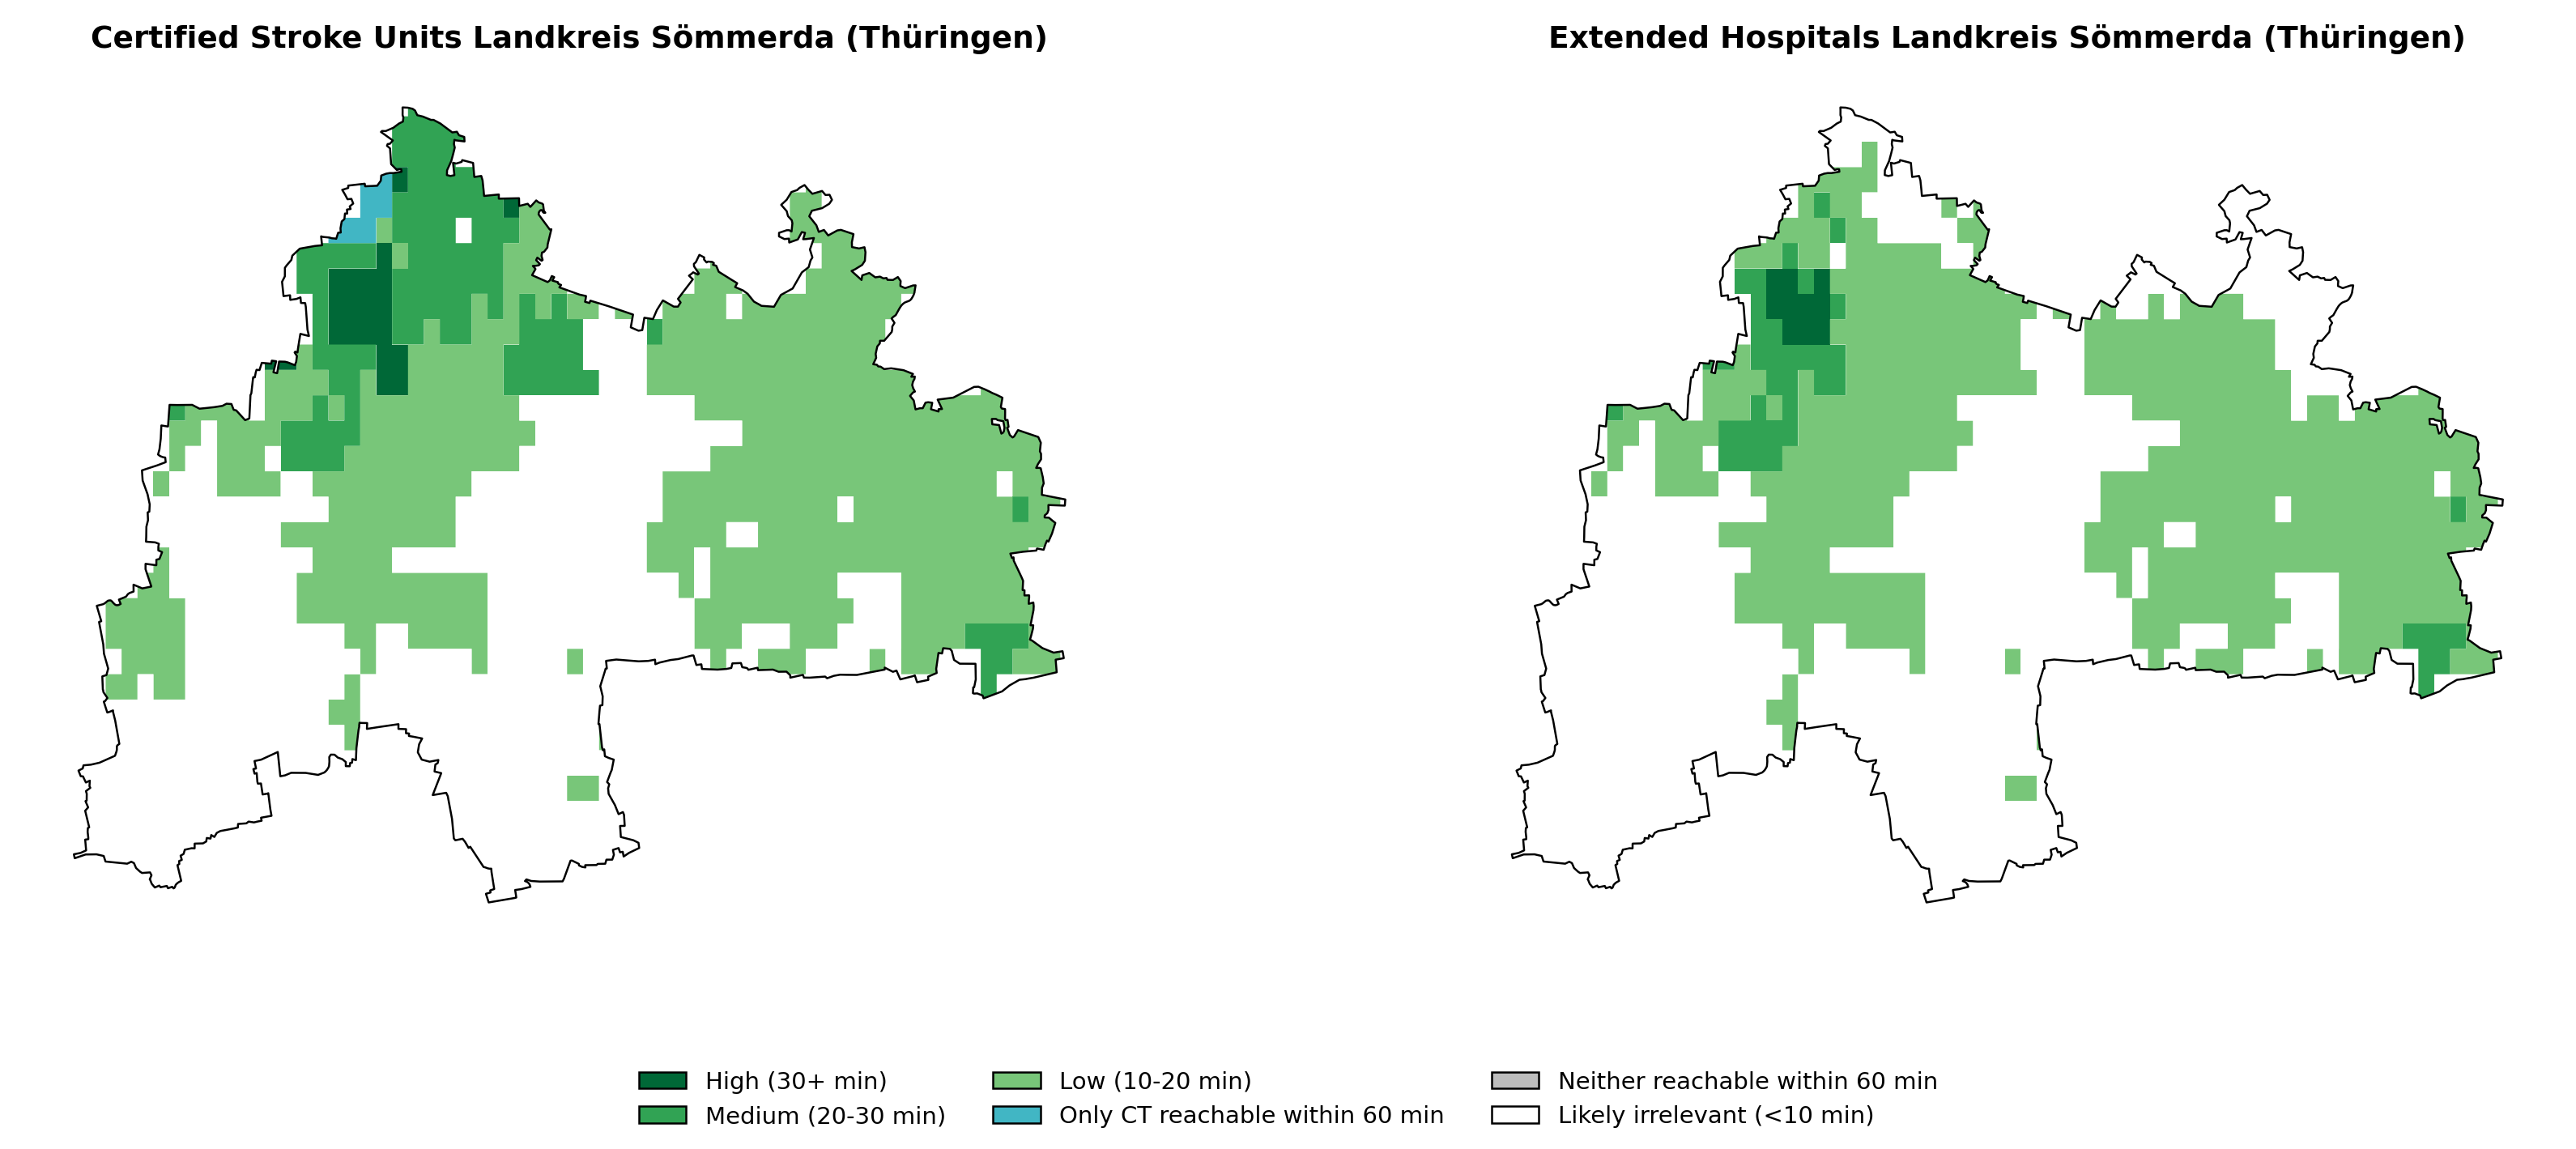 Certified Stroke Units Landkreis Sömmerda (Thüringen)
Extended Hospitals Landkreis Sömmerda (Thüringen)
High (30+ min)
Medium (20-30 min)
Low (10-20 min)
Only CT reachable within 60 min
Neither reachable within 60 min
Likely irrelevant (<10 min)